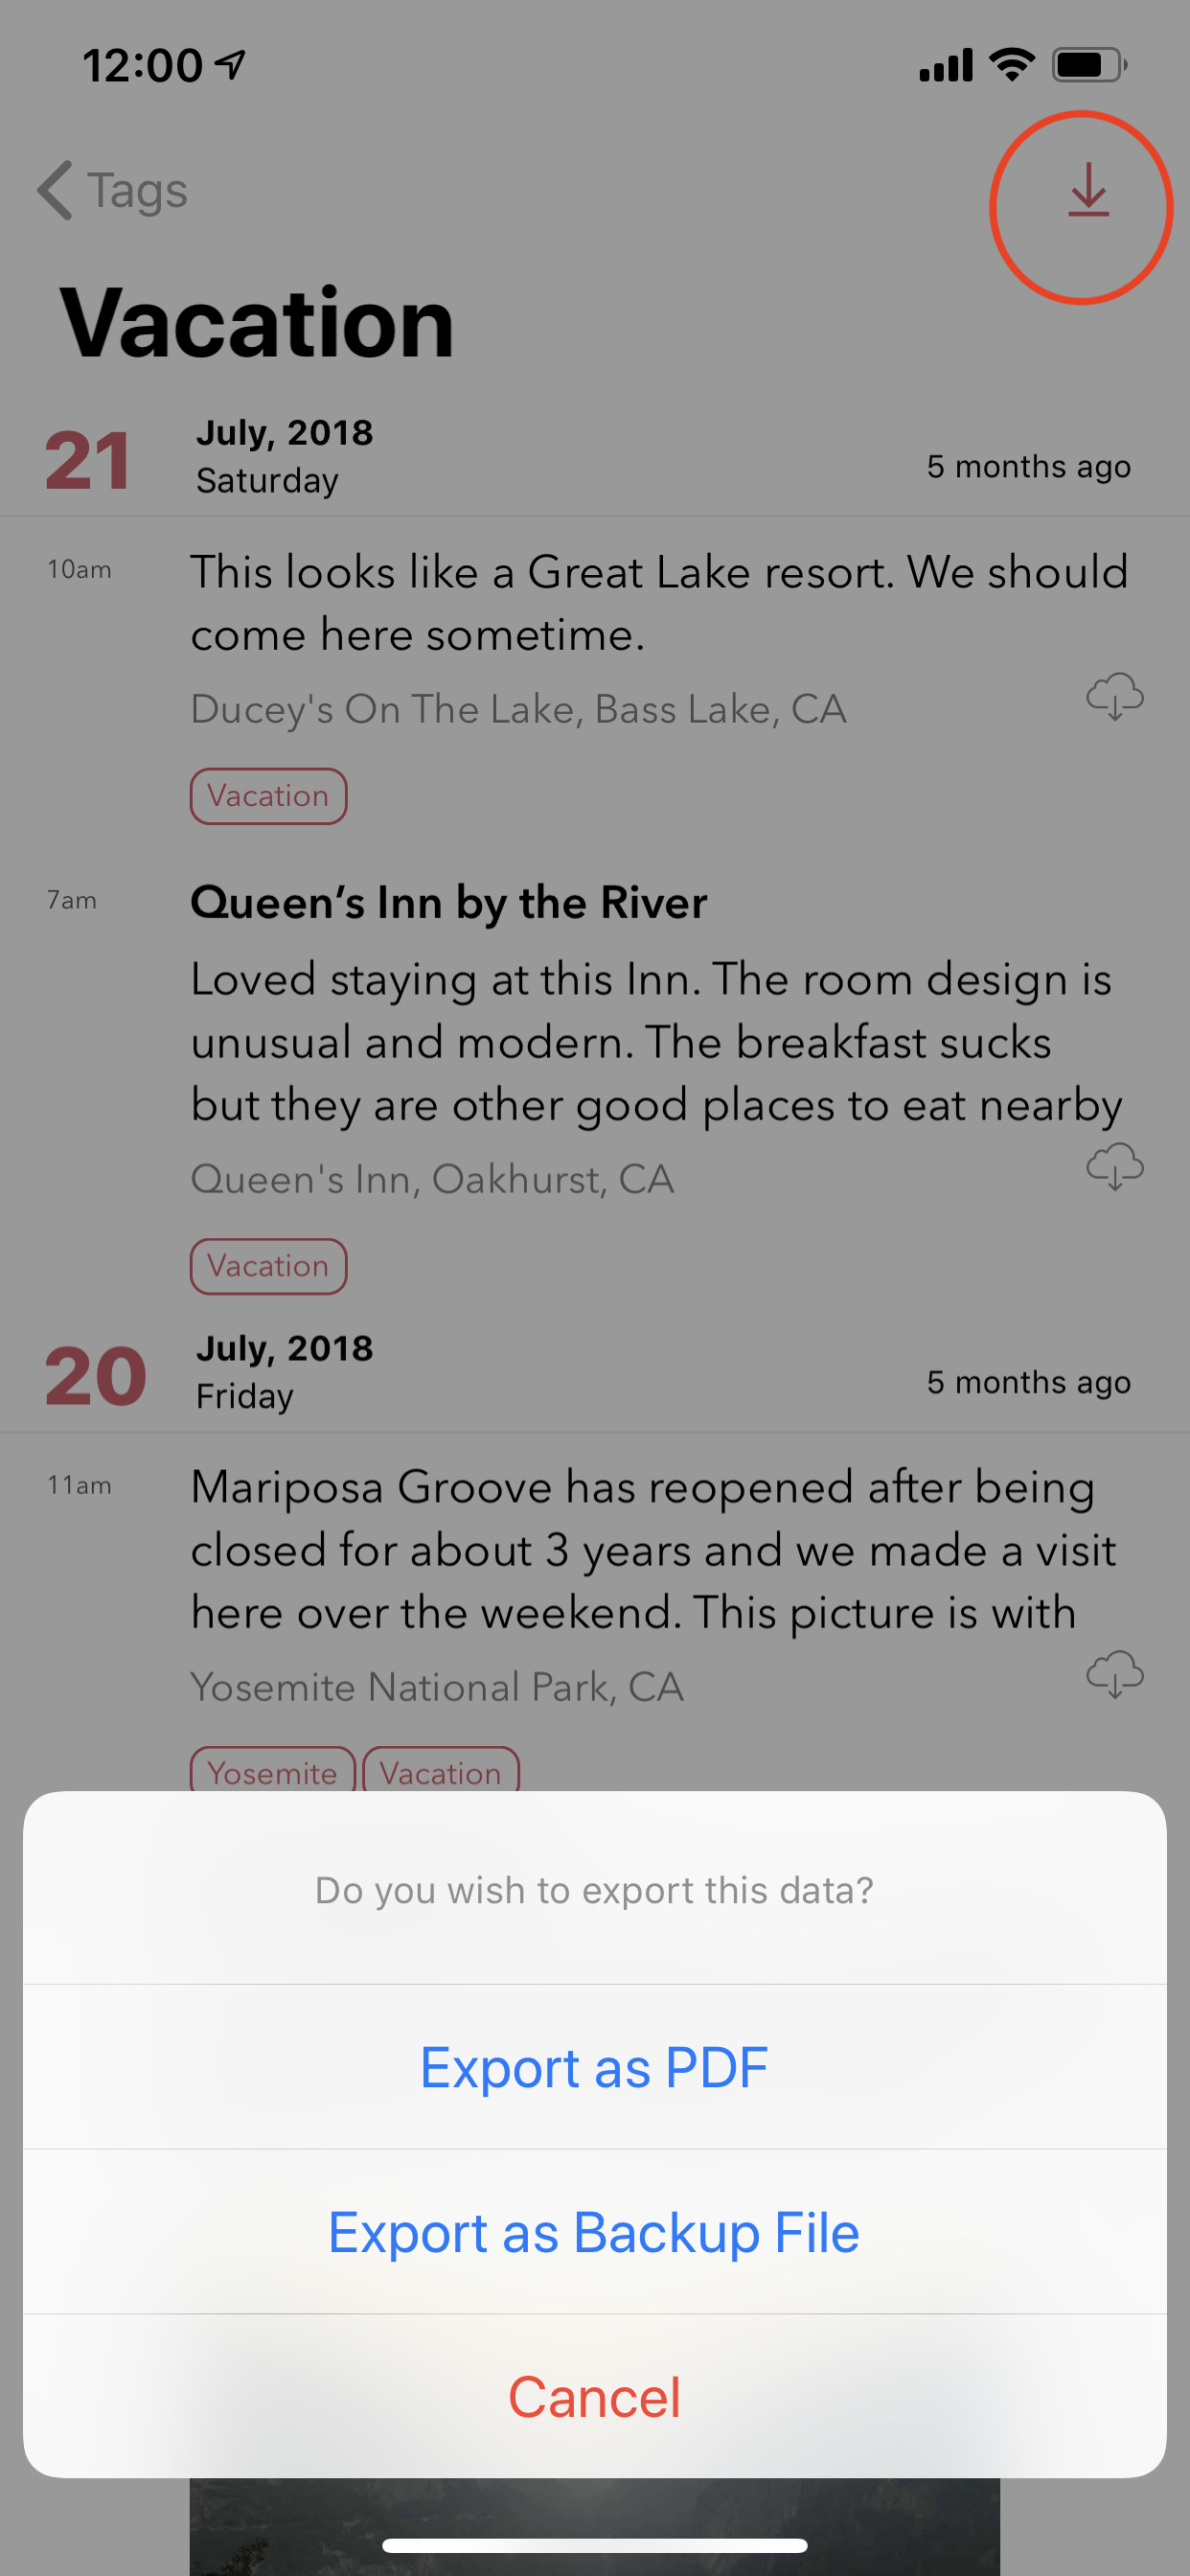 12:00
Tags
Vacation
21
July, 2018
Saturday
5 months ago
10am
This looks like a Great Lake resort. We should
come here sometime.
Ducey's On The Lake, Bass Lake, CA
Vacation
7am
Queen’s Inn by the River
Loved staying at this Inn. The room design is
unusual and modern. The breakfast sucks
but they are other good places to eat nearby
Queen's Inn, Oakhurst, CA
Vacation
20
July, 2018
Friday
5 months ago
11am
Mariposa Groove has reopened after being
closed for about 3 years and we made a visit
here over the weekend. This picture is with
Yosemite National Park, CA
Yosemite Vacation
Do you wish to export this data?
Export as PDF
Export as Backup File
Cancel